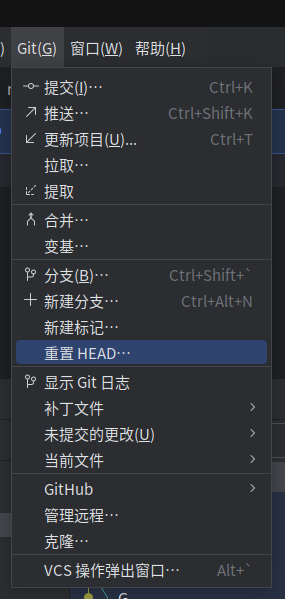 Git(G) 窗口(W) 帮助(H)
提交(I)… Ctrl+K
推送… Ctrl+Shift+K
更新项目(U)... Ctrl+T
拉取…
提取
合并…
变基…
分支(B)… Ctrl+Shift+`
新建分支… Ctrl+Alt+N
新建标记…
重置 HEAD…
显示 Git 日志
补丁文件
未提交的更改(U)
当前文件
GitHub
管理远程…
克隆…
VCS 操作弹出窗口… Alt+`